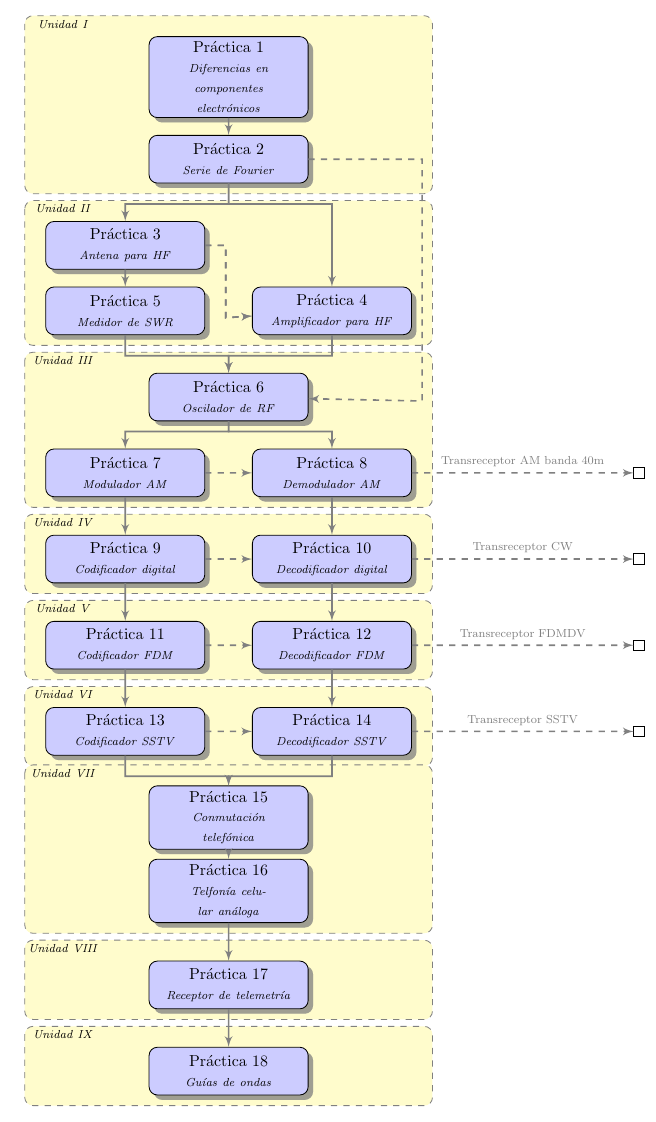 Unidad I
Práctica 1
Diferencias en
componentes
electrónicos
Práctica 2
Serie de Fourier
Unidad II
Práctica 3
Antena para HF
Práctica 5
Medidor de SWR
Práctica 4
Amplificador para HF
Unidad III
Práctica 6
Oscilador de RF
Práctica 7
Modulador AM
Práctica 8
Demodulador AM
Transreceptor AM banda 40m
Unidad IV
Práctica 9
Codificador digital
Práctica 10
Decodificador digital
Transreceptor CW
Unidad V
Práctica 11
Codificador FDM
Práctica 12
Decodificador FDM
Transreceptor FDMDV
Unidad VI
Práctica 13
Codificador SSTV
Práctica 14
Decodificador SSTV
Transreceptor SSTV
Unidad VII
Práctica 15
Conmutación
telefónica
Práctica 16
Telfonía celu-
lar análoga
Unidad VIII
Práctica 17
Receptor de telemetría
Unidad IX
Práctica 18
Guías de ondas